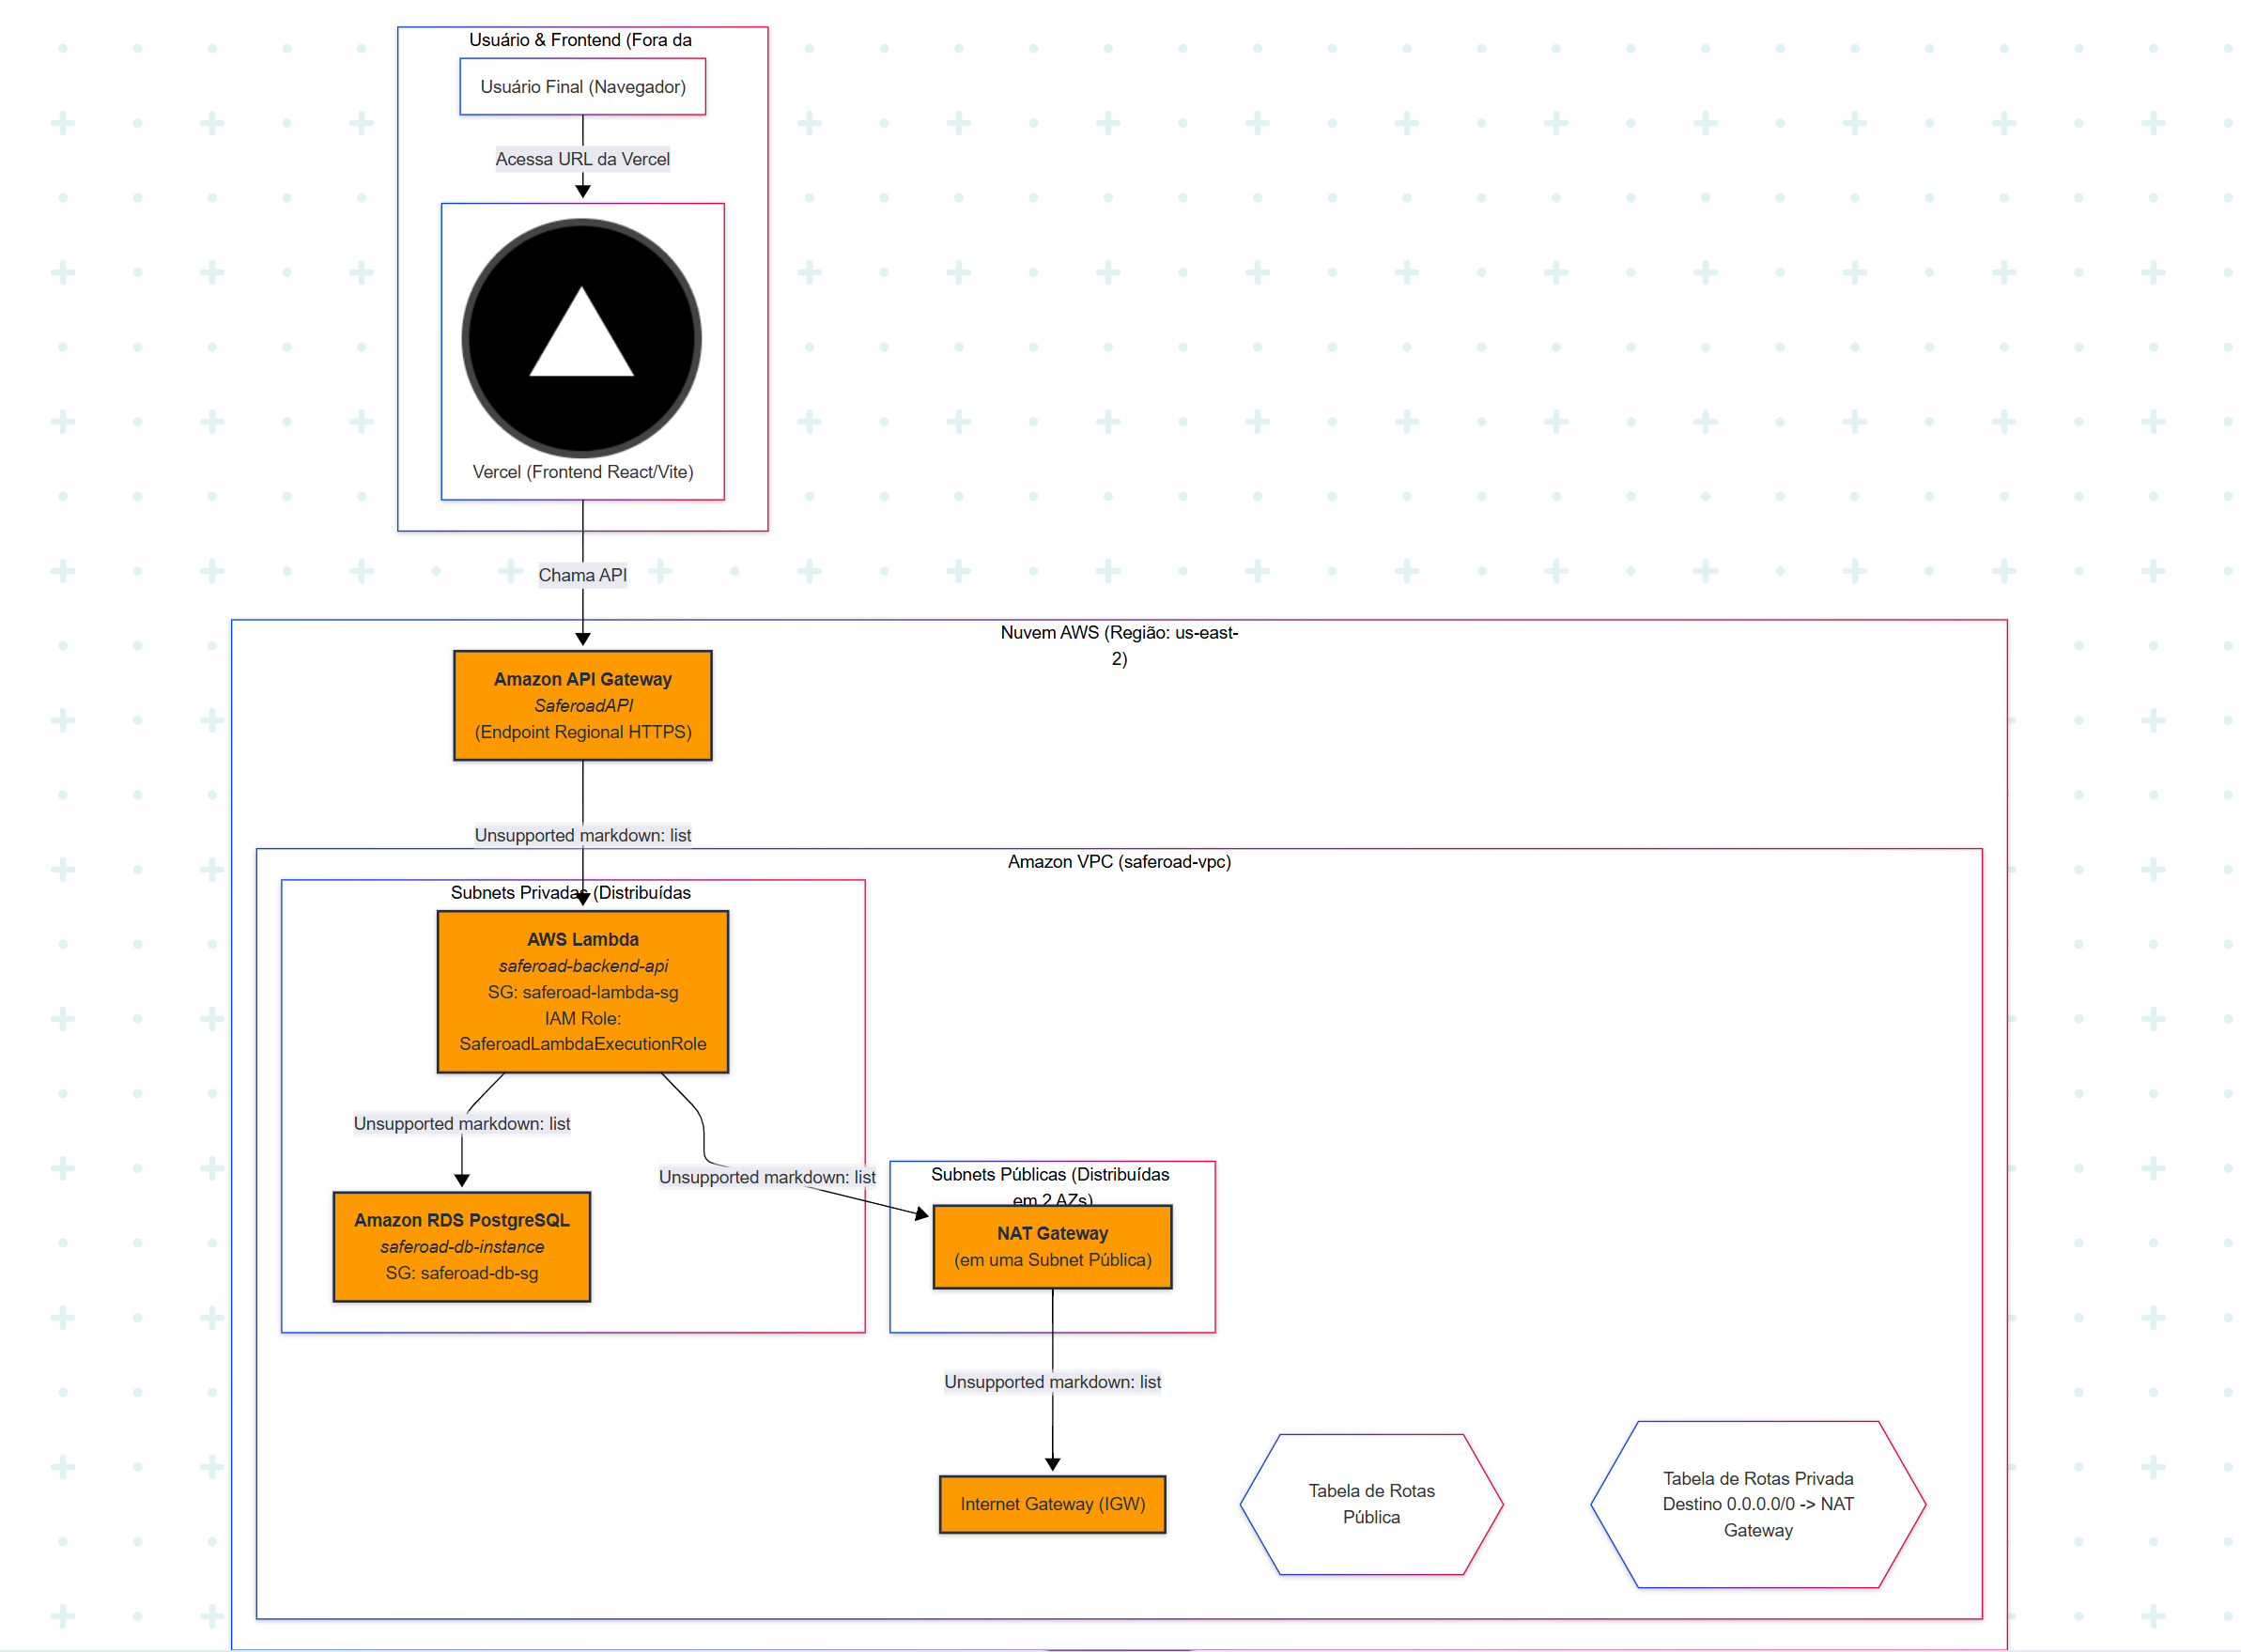 Usuário & Frontend (Fora da
Usuário Final (Navegador)
Acessa URL da Vercel
Vercel (Frontend React/Vite)
Chama API
Nuvem AWS (Região: us-east-
2)
Amazon API Gateway
SaferoadAPI
(Endpoint Regional HTTPS)
Unsupported markdown: list
Amazon VPC (saferoad-vpc)
Subnets Privadas (Distribuídas
AWS Lambda
saferoad-backend-api
SG: saferoad-lambda-sg
IAM Role:
SaferoadLambdaExecutionRole
Unsupported markdown: list
Unsupported markdown: list
Subnets Públicas (Distribuídas
em 2 AZs)
Amazon RDS PostgreSQL
saferoad-db-instance
SG: saferoad-db-sg
NAT Gateway
(em uma Subnet Pública)
Unsupported markdown: list
Internet Gateway (IGW)
Tabela de Rotas
Pública
Tabela de Rotas Privada
Destino 0.0.0.0/0 -> NAT
Gateway